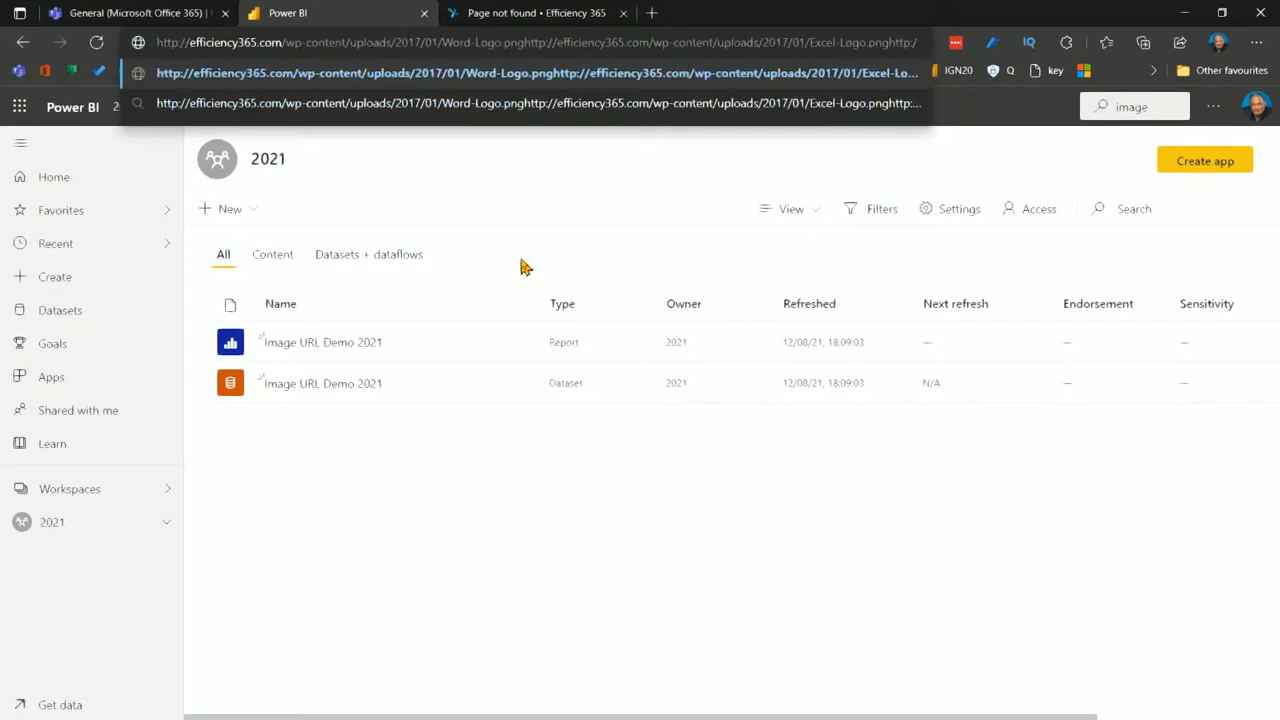 General (Microsoft Office 365) |
Power BI
Page not found • Efficiency 365
http://efficiency365.com/wp-content/uploads/2017/01/Word-Logo.pnghttp://efficiency365.com/wp-content/uploads/2017/01/Excel-Logo.pnghttp:/
http://efficiency365.com/wp-content/uploads/2017/01/Word-Logo.pnghttp://efficiency365.com/wp-content/uploads/2017/01/Excel-Lo...
IGN20
Q
key
Other favourites
http://efficiency365.com/wp-content/uploads/2017/01/Word-Logo.pnghttp://efficiency365.com/wp-content/uploads/2017/01/Excel-Logo.pnghttp:...
Power BI
image
2021
Create app
New
View
Filters
Settings
Access
Search
All
Content
Datasets + dataflows
Name
Type
Owner
Refreshed
Next refresh
Endorsement
Sensitivity
Image URL Demo 2021
Report
2021
12/08/21, 18:09:03
—
—
—
Image URL Demo 2021
Dataset
2021
12/08/21, 18:09:03
N/A
—
—
Home
Favorites
Recent
Create
Datasets
Goals
Apps
Shared with me
Learn
Workspaces
2021
Get data